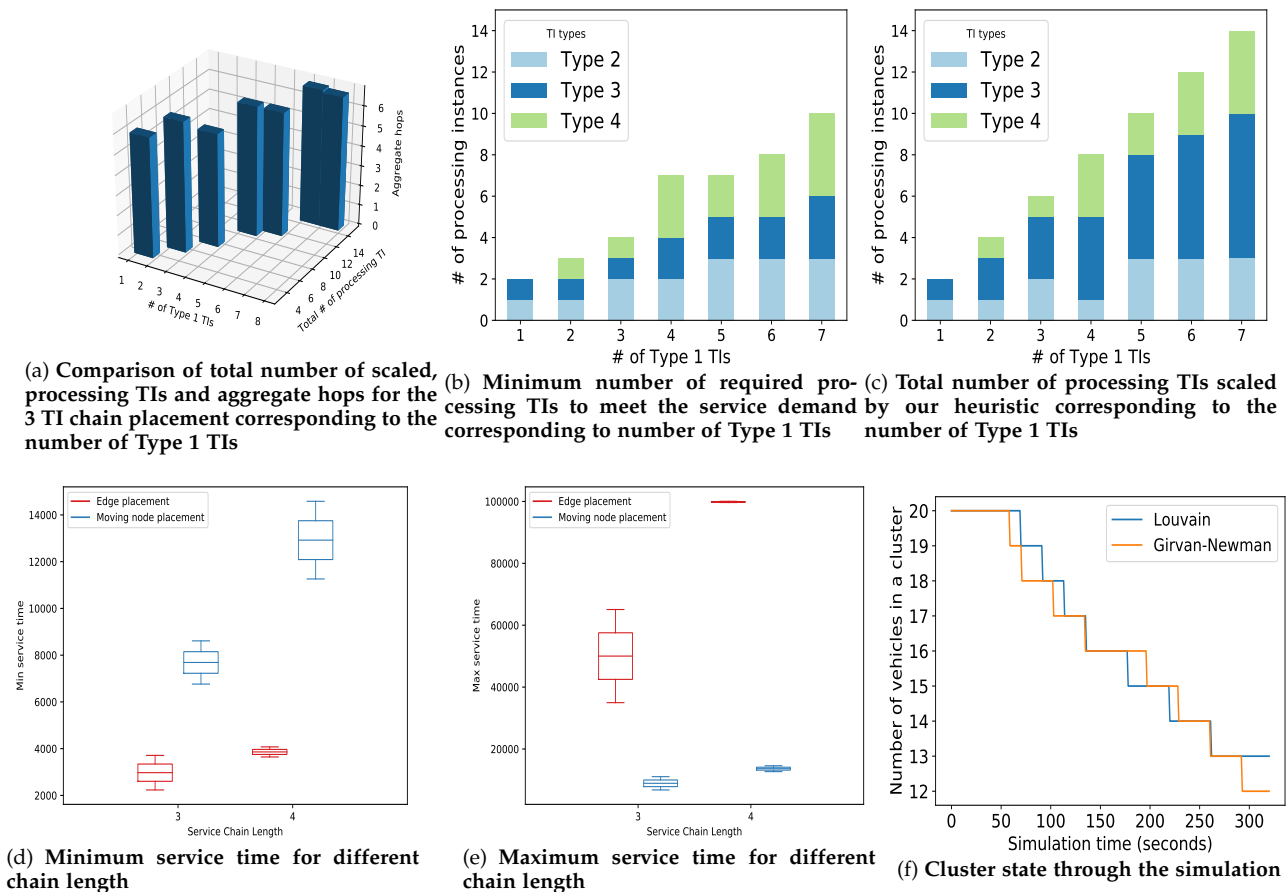 Aggregate hops
6
5
4
3
2
1
0
1
2
3
4
5
6
7
8
# of Type 1 TIs
4
6
8
10
12
14
Total # of processing TI
(a) Comparison of total number of scaled,
processing TIs and aggregate hops for the
3 TI chain placement corresponding to the
number of Type 1 TIs
# of processing instances
14
12
10
8
6
4
2
0
TI types
Type 2
Type 3
Type 4
1 2 3 4 5 6 7
# of Type 1 TIs
(b) Minimum number of required pro-
cessing TIs to meet the service demand
corresponding to number of Type 1 TIs
# of processing instances
14
12
10
8
6
4
2
0
TI types
Type 2
Type 3
Type 4
1 2 3 4 5 6 7
# of Type 1 TIs
(c) Total number of processing TIs scaled
by our heuristic corresponding to the
number of Type 1 TIs
Min service time
14000
12000
10000
8000
6000
4000
2000
Edge placement
Moving node placement
3 4
Service Chain Length
(d) Minimum service time for different
chain length
Max service time
100000
80000
60000
40000
20000
Edge placement
Moving node placement
3 4
Service Chain Length
(e) Maximum service time for different
chain length
Number of vehicles in a cluster
20
19
18
17
16
15
14
13
12
Louvain
Girvan-Newman
0 50 100 150 200 250 300
Simulation time (seconds)
(f) Cluster state through the simulation